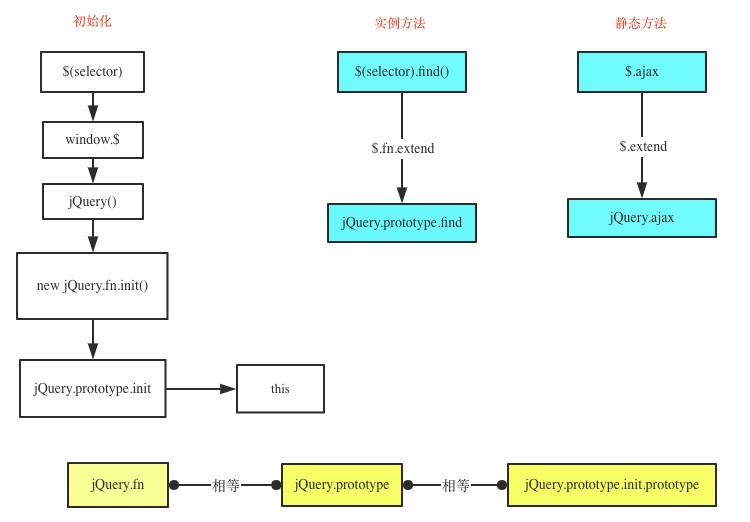 初始化
实例方法
静态方法
$(selector)
$(selector).find()
$.ajax
window.$
$.fn.extend
$.extend
jQuery()
jQuery.prototype.find
jQuery.ajax
new jQuery.fn.init()
jQuery.prototype.init
this
jQuery.fn
相等
jQuery.prototype
相等
jQuery.prototype.init.prototype